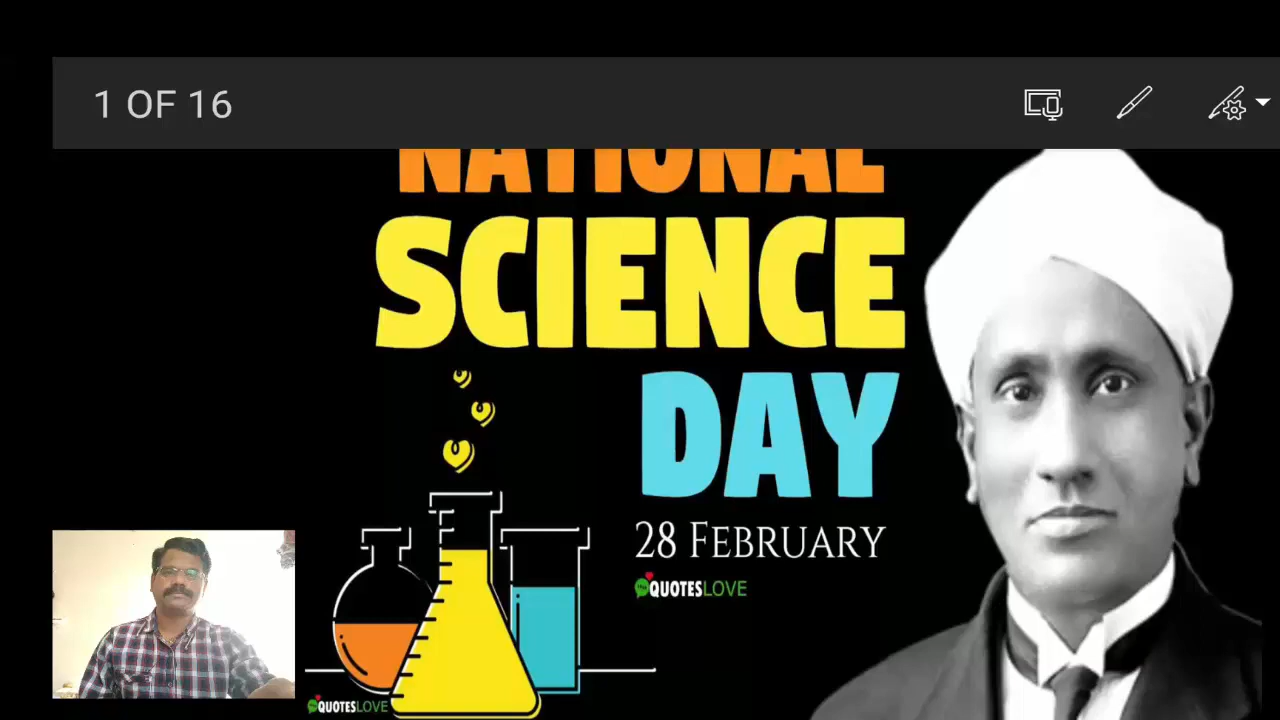 1 OF 16
NATIONAL
SCIENCE
DAY
28 FEBRUARY
QUOTESLOVE
QUOTESLOVE